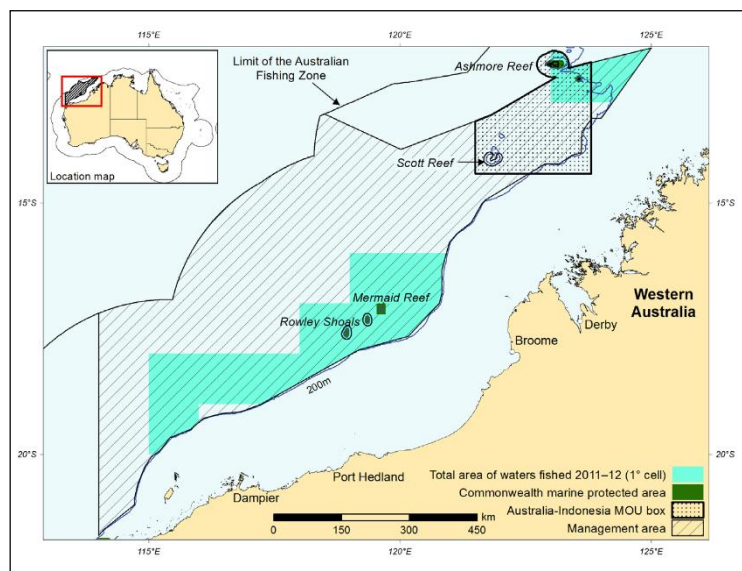 115°E
120°E
125°E
Location map
Limit of the Australian
Fishing Zone
Ashmore Reef
Scott Reef
15°S
15°S
Mermaid Reef
Rowley Shoals
Western
Australia
Derby
Broome
200m
20°S
20°S
Port Hedland
Dampier
Total area of waters fished 2011–12 (1° cell)
Commonwealth marine protected area
Australia-Indonesia MOU box
Management area
km
0
150
300
450
115°E
120°E
125°E